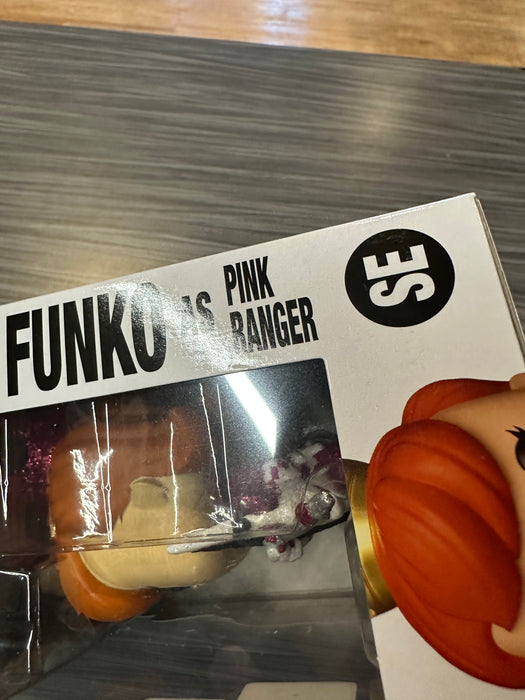 FUNKO AS PINK
RANGER
SE